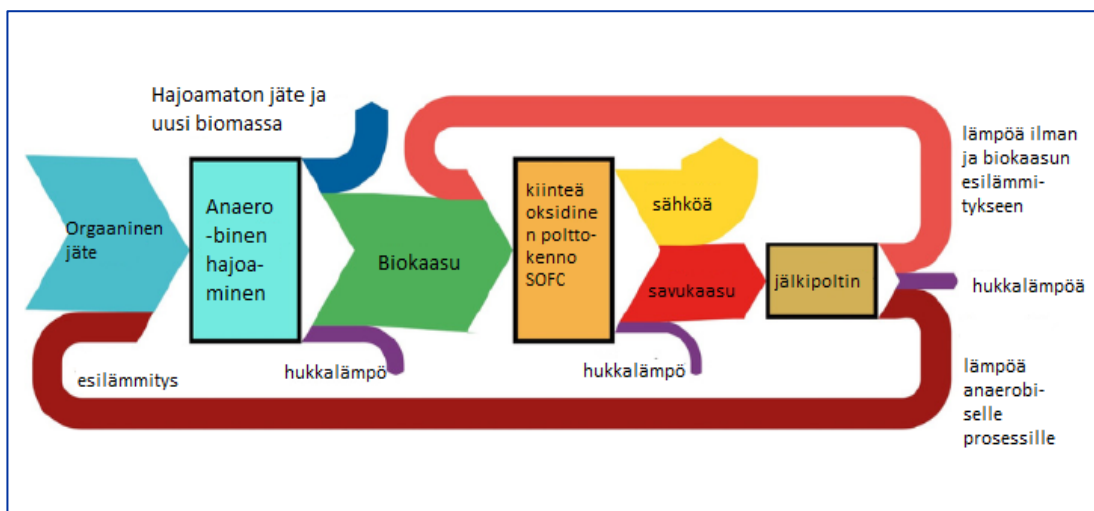 Hajoamaton jäte ja
uusi biomassa
Orgaaninen
jäte
Anaero
-binen
hajoa-
minen
Biokaasu
kiinteä
oksidine
n poltto-
kenno
SOFC
sähköä
savukaasu
jälkipoltin
lämpöä ilman
ja biokaasun
esilämmi-
tykseen
hukkalämpöä
esilämmitys
hukkalämpö
hukkalämpö
lämpöä
anaerobi-
selle
prosessille